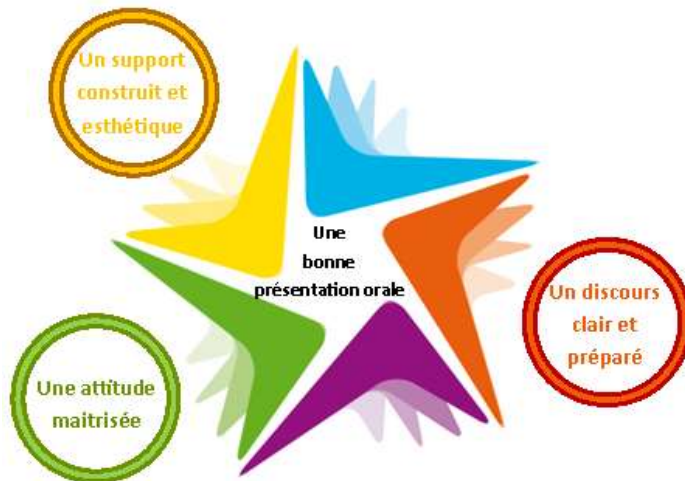 Un support
construit et
esthétique
Une
bonne
présentation orale
Un discours
clair et
préparé
Une attitude
maitrisée